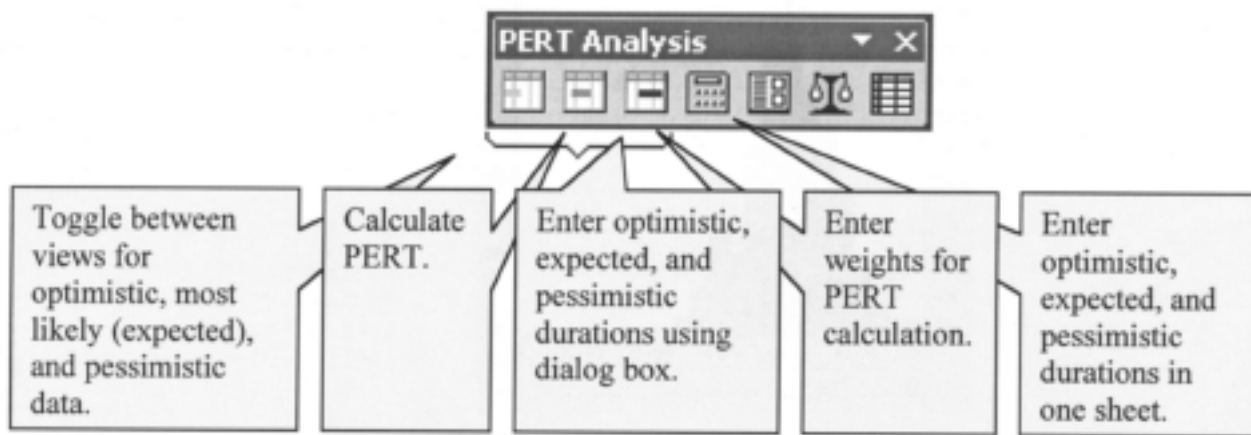 PERT Analysis
Toggle between
views for
optimistic, most
likely (expected),
and pessimistic
data.
Calculate
PERT.
Enter optimistic,
expected, and
pessimistic
durations using
dialog box.
Enter
weights for
PERT
calculation.
Enter
optimistic,
expected, and
pessimistic
durations in
one sheet.